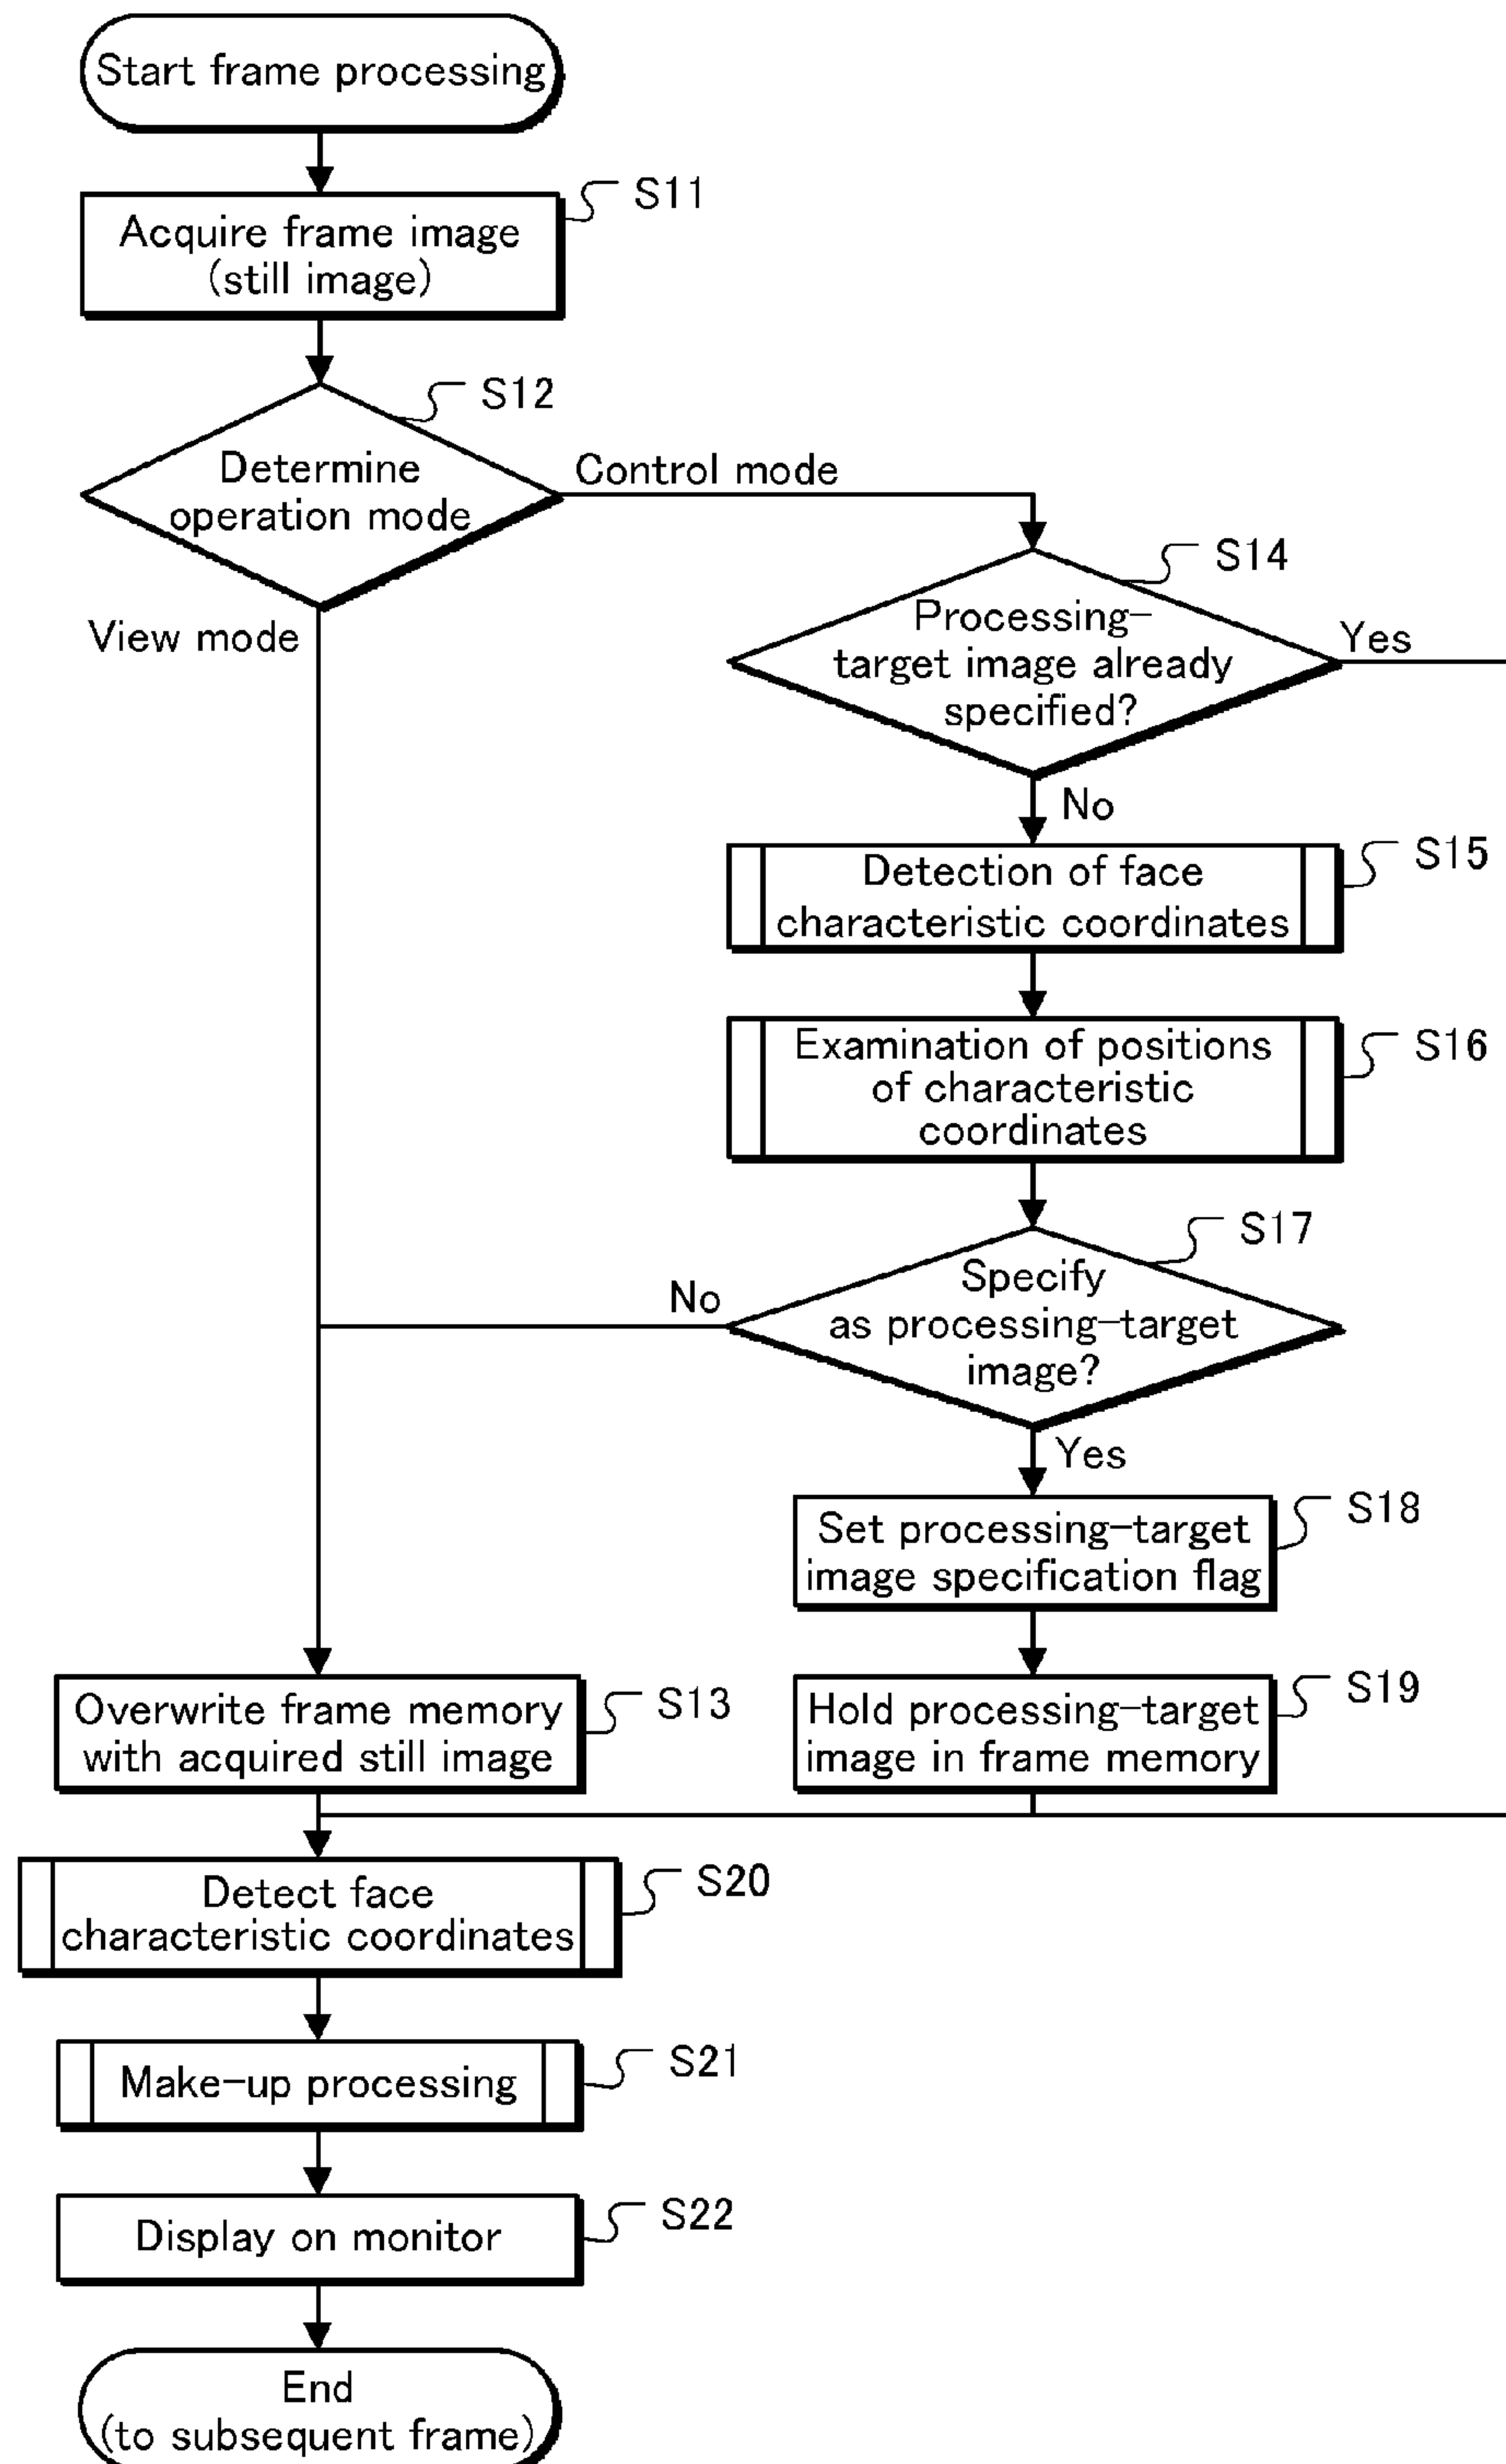 Start frame processing
S11
Acquire frame image
(still image)
S12
Determine
operation mode
Control mode
View mode
S14
Processing-
target image already
specified?
Yes
No
S15
Detection of face
characteristic coordinates
S16
Examination of positions
of characteristic
coordinates
S17
Specify
as processing-target
image?
No
Yes
S18
Set processing-target
image specification flag
S13
Overwrite frame memory
with acquired still image
S19
Hold processing-target
image in frame memory
S20
Detect face
characteristic coordinates
S21
Make-up processing
S22
Display on monitor
End
(to subsequent frame)